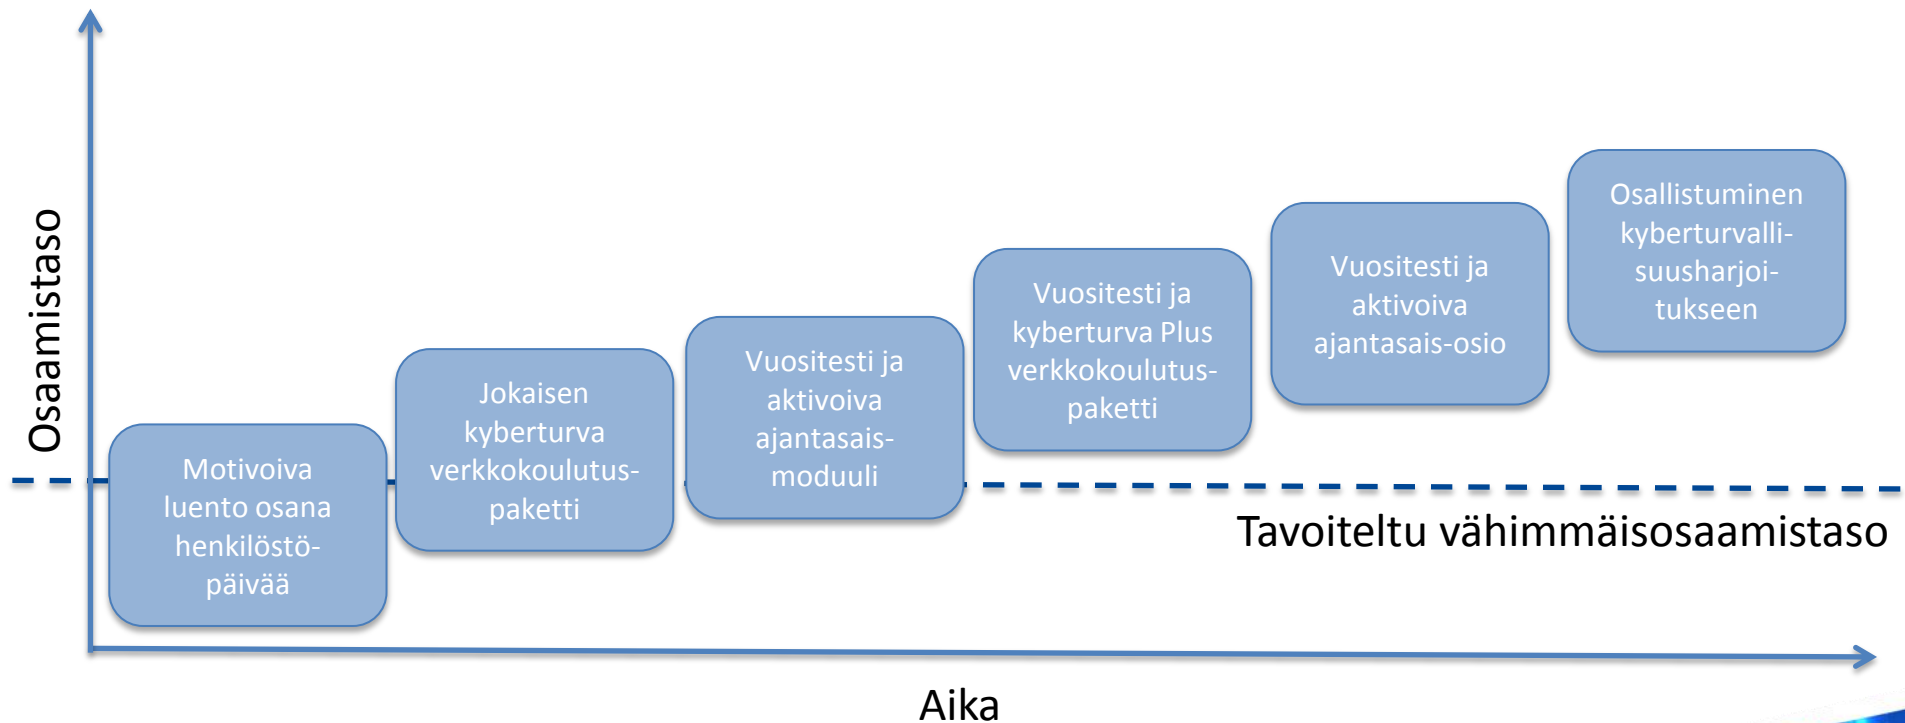 Osaamistaso
Motivoiva
luento osana
henkilöstö-
päivää
Jokaisen
kyberturva
verkkokoulutus-
paketti
Vuositesti ja
aktivoiva
ajantasais-
moduuli
Vuositesti ja
kyberturva Plus
verkkokoulutus-
paketti
Vuositesti ja
aktivoiva
ajantasais-osio
Osallistuminen
kyberturvalli-
suusharjoi-
tukseen
Tavoiteltu vähimmäisosaamistaso
Aika